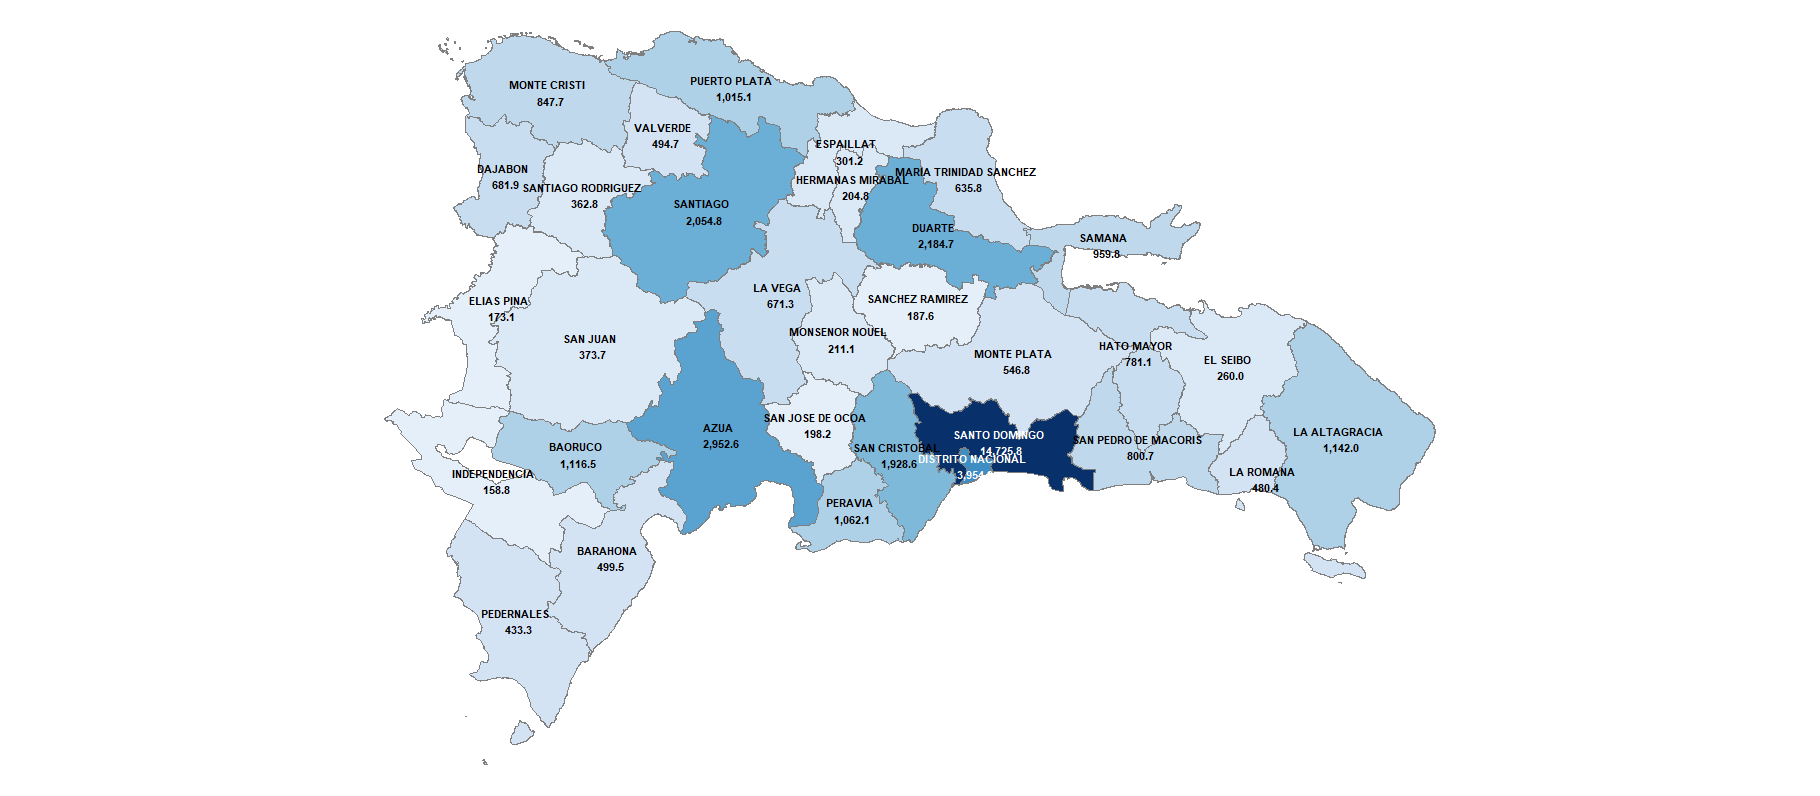 MONTE CRISTI
847.7
PUERTO PLATA
1,015.1
VALVERDE
494.7
ESPAILLAT
301.2
DAJABON
681.9
SANTIAGO RODRIGUEZ
362.8
HERMANAS MIRABAL
204.8
MARIA TRINIDAD SANCHEZ
635.8
SANTIAGO
2,054.8
DUARTE
2,184.7
SAMANA
959.8
ELIAS PINA
173.1
LA VEGA
671.3
SANCHEZ RAMIREZ
187.6
SAN JUAN
373.7
MONSENOR NOUEL
211.1
MONTE PLATA
546.8
HATO MAYOR
781.1
EL SEIBO
260.0
AZUA
2,952.6
SAN JOSE DE OCOA
198.2
SANTO DOMINGO
14,725.8
SAN PEDRO DE MACORIS
800.7
LA ALTAGRACIA
1,142.0
BAORUCO
1,116.5
SAN CRISTOBAL
1,928.6
DISTRITO NACIONAL
INDEPENDENCIA
158.8
LA ROMANA
480.4
PERAVIA
1,062.1
BARAHONA
499.5
PEDERNALES
433.3